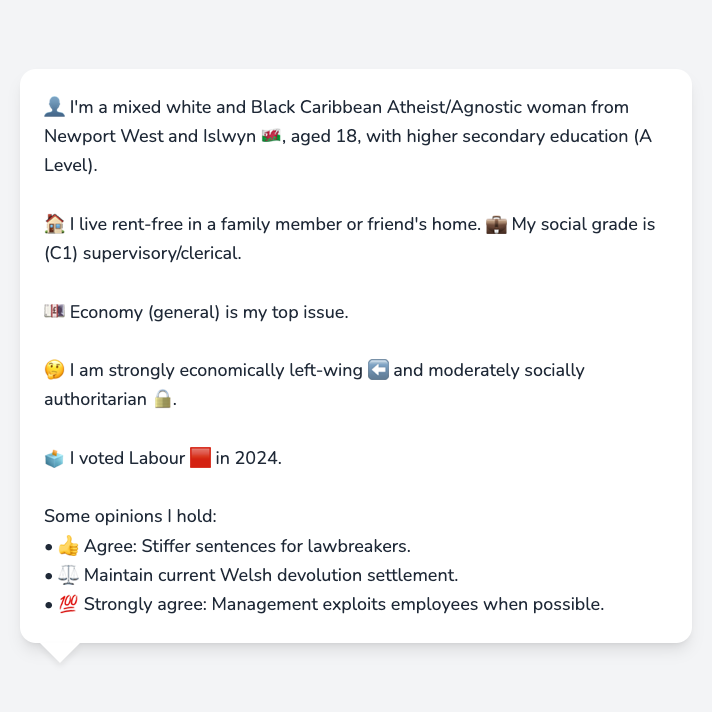 👤 I'm a mixed white and Black Caribbean Atheist/Agnostic woman from
Newport West and Islwyn 🏴󠁧󠁢󠁷󠁬󠁳󠁿, aged 18, with higher secondary education (A
Level).
🏠 I live rent-free in a family member or friend's home. 💼 My social grade is
(C1) supervisory/clerical.
💷 Economy (general) is my top issue.
🤔 I am strongly economically left-wing ⬅️ and moderately socially
authoritarian 🔒.
🗳️ I voted Labour 🟥 in 2024.
Some opinions I hold:
• 👍 Agree: Stiffer sentences for lawbreakers.
• ⚖️ Maintain current Welsh devolution settlement.
• 💯 Strongly agree: Management exploits employees when possible.